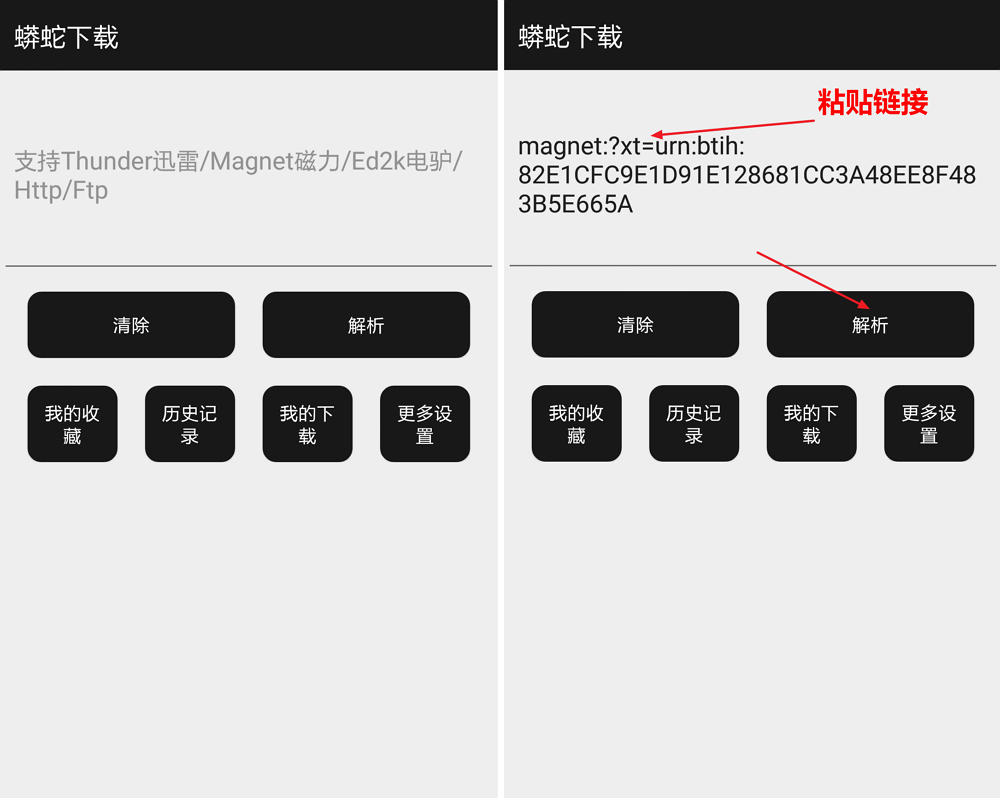 蟒蛇下载
支持Thunder迅雷/Magnet磁力/Ed2k电驴/
Http/Ftp
清除
解析
我的收
藏
历史记
录
我的下
载
更多设
置
蟒蛇下载
粘贴链接
magnet:?xt=urn:btih:
82E1CFC9E1D91E128681CC3A48EE8F48
3B5E665A
清除
解析
我的收
藏
历史记
录
我的下
载
更多设
置